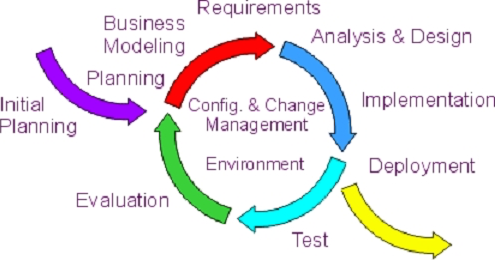 Requirements
Business
Modeling
Analysis & Design
Planning
Initial
Planning
Config. & Change
Management
Implementation
Environment
Deployment
Evaluation
Test